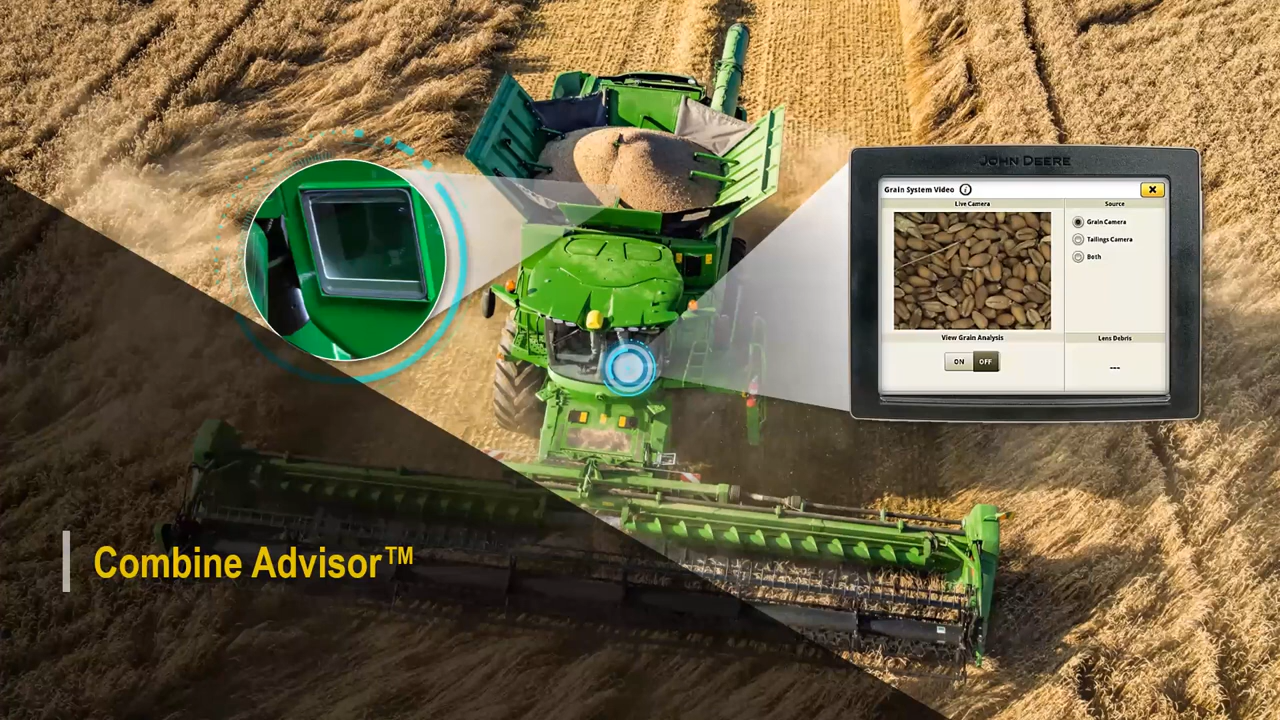 JOHN DEERE
Grain System Video i
X
Live Camera
Source
Grain Camera
Tailings Camera
Both
View Grain Analysis
Lens Debris
ON OFF
---
Combine Advisor™